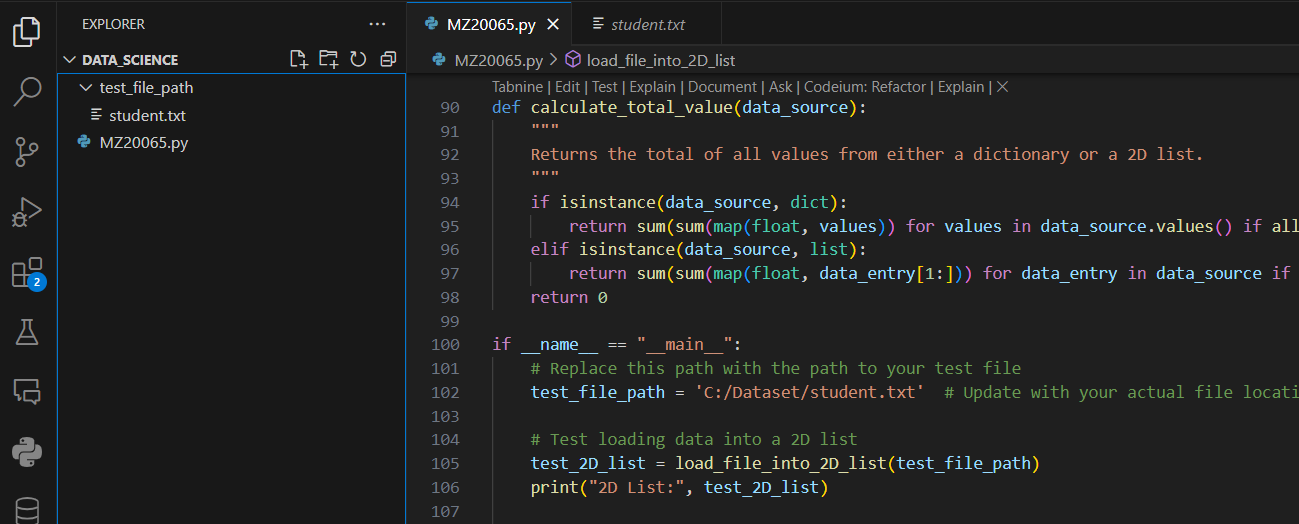 EXPLORER
DATA_SCIENCE
test_file_path
student.txt
MZ20065.py
2
MZ20065.py
student.txt
MZ20065.py > load_file_into_2D_list
Tabnine | Edit | Test | Explain | Document | Ask | Codeium: Refactor | Explain | ×
90 def calculate_total_value(data_source):
91 """
92 Returns the total of all values from either a dictionary or a 2D list.
93 """
94 if isinstance(data_source, dict):
95 return sum(sum(map(float, values)) for values in data_source.values() if all
96 elif isinstance(data_source, list):
97 return sum(sum(map(float, data_entry[1:])) for data_entry in data_source if
98 return 0
99
100 if __name__ == "__main__":
101 # Replace this path with the path to your test file
102 test_file_path = 'C:/Dataset/student.txt' # Update with your actual file locati
103
104 # Test loading data into a 2D list
105 test_2D_list = load_file_into_2D_list(test_file_path)
106 print("2D List:", test_2D_list)
107